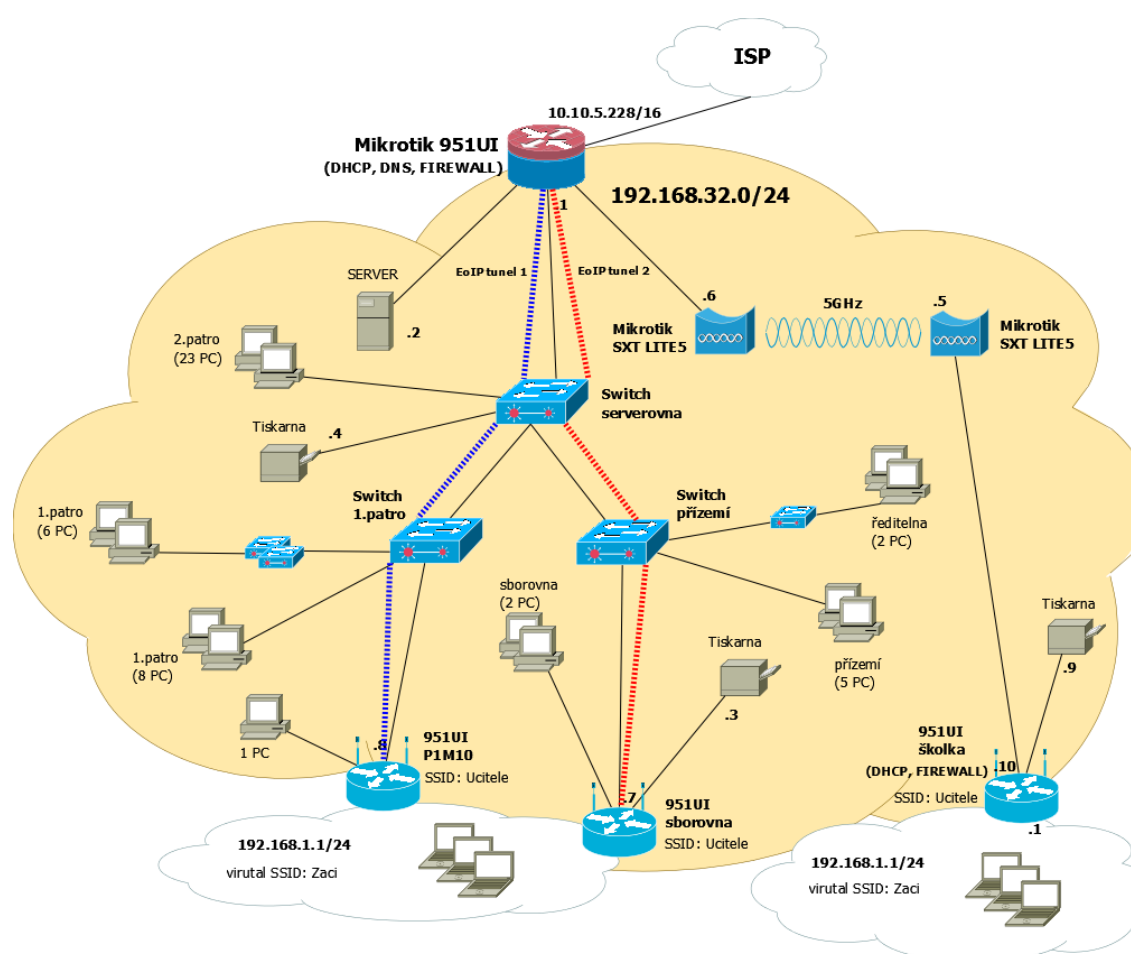 ISP
10.10.5.228/16
Mikrotik 951UI
(DHCP, DNS, FIREWALL)
192.168.32.0/24
1
EoIP tunel 1
EoIP tunel 2
SERVER
.2
.6
5GHz
.5
Mikrotik
SXT LITE5
Mikrotik
SXT LITE5
2.patro
(23 PC)
Switch
serverovna
Tiskarna
.4
Switch
1.patro
Switch
přízemí
1.patro
(6 PC)
ředitelna
(2 PC)
sborovna
(2 PC)
Tiskarna
1.patro
(8 PC)
Tiskarna
.3
přízemí
(5 PC)
.9
1 PC
.8
951UI
P1M10
SSID: Ucitele
.7
951UI
sborovna
SSID: Ucitele
951UI
školka
(DHCP, FIREWALL)
.10
SSID: Ucitele
.1
192.168.1.1/24
virutal SSID: Zaci
192.168.1.1/24
virutal SSID: Zaci